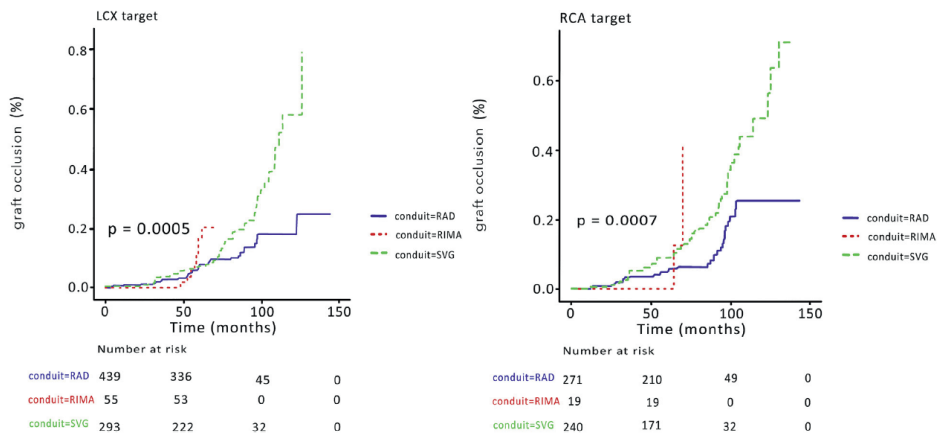 LCX target
graft occlusion (%)
0.8
0.6
0.4
0.2
0.0
p = 0.0005
conduit=RAD
conduit=RIMA
conduit=SVG
0 50 100 150
Time (months)
Number at risk
conduit=RAD 439 336 45 0
conduit=RIMA 55 53 0 0
conduit=SVG 293 222 32 0
RCA target
graft occlusion (%)
0.6
0.4
0.2
0.0
p = 0.0007
conduit=RAD
conduit=RIMA
conduit=SVG
0 50 100 150
Time (months)
Number at risk
conduit=RAD 271 210 49 0
conduit=RIMA 19 19 0 0
conduit=SVG 240 171 32 0